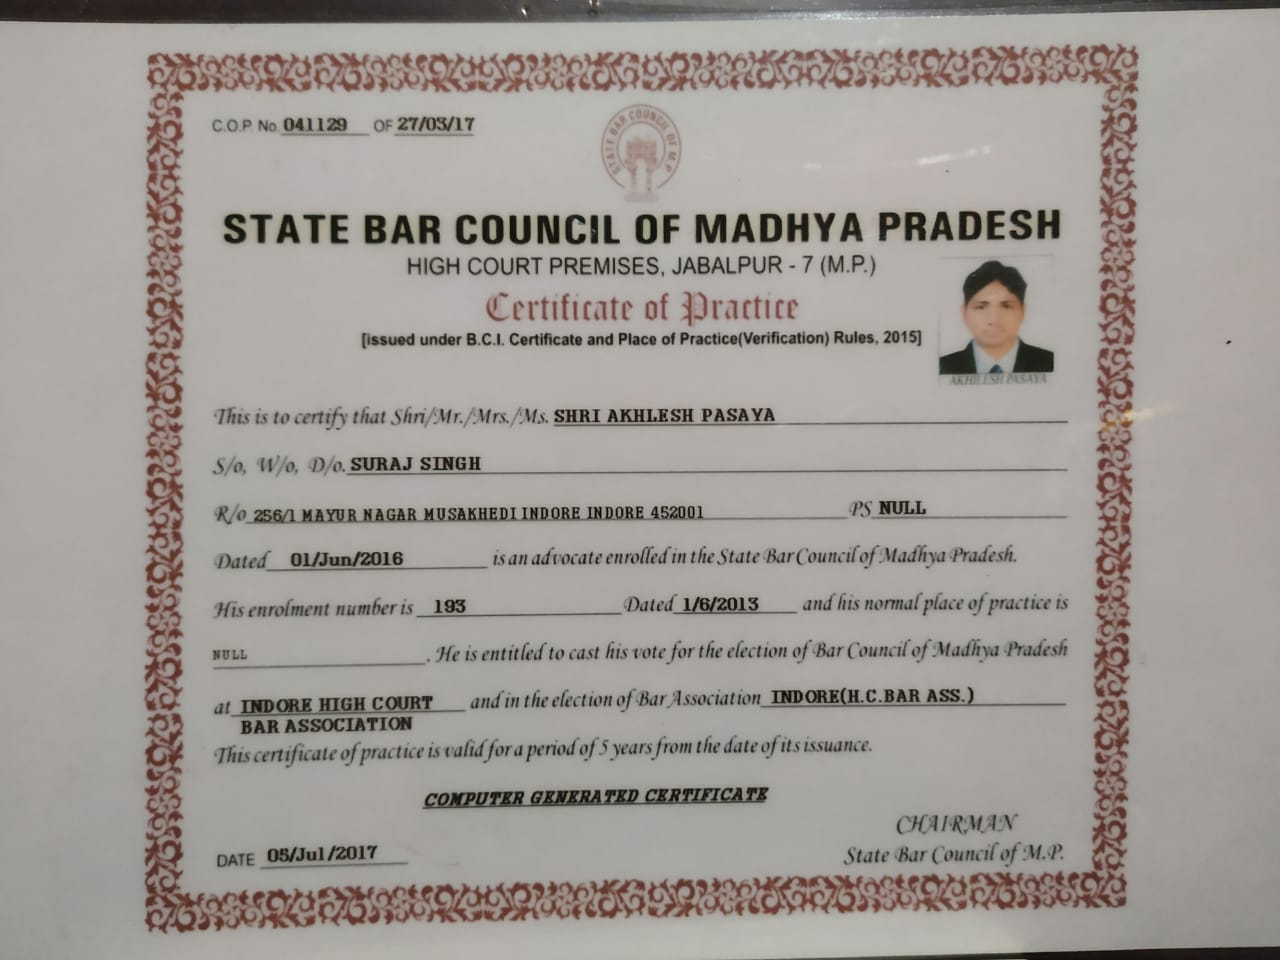 C.O.P. No. 041129 OF 27/03/17
STATE BAR COUNCIL OF M.P.
STATE BAR COUNCIL OF MADHYA PRADESH
HIGH COURT PREMISES, JABALPUR - 7 (M.P.)
Certificate of Practice
[issued under B.C.I. Certificate and Place of Practice(Verification) Rules, 2015]
AKHILESH PASAYA
This is to certify that Shri/Mr./Mrs./Ms. SHRI AKHLESH PASAYA
S/o, W/o, D/o. SURAJ SINGH
R/o 256/1 MAYUR NAGAR MUSAKHEDI INDORE INDORE 452001 PS NULL
Dated 01/Jun/2016 is an advocate enrolled in the State Bar Council of Madhya Pradesh.
His enrolment number is 193 Dated 1/6/2013 and his normal place of practice is
NULL . He is entitled to cast his vote for the election of Bar Council of Madhya Pradesh
at INDORE HIGH COURT and in the election of Bar Association INDORE(H.C.BAR ASS.)
BAR ASSOCIATION
This certificate of practice is valid for a period of 5 years from the date of its issuance.
COMPUTER GENERATED CERTIFICATE
CHAIRMAN
DATE 05/Jul/2017 State Bar Council of M.P.